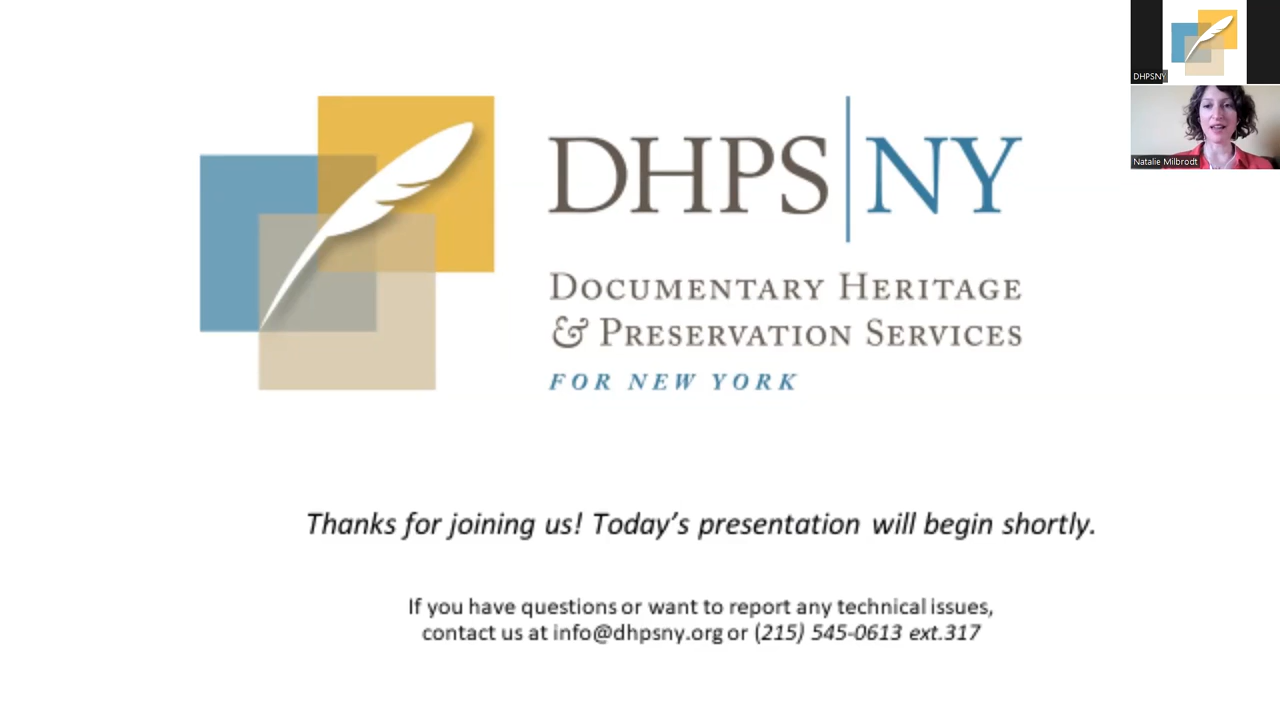 DHPS NY
DOCUMENTARY HERITAGE
& PRESERVATION SERVICES
FOR NEW YORK
Thanks for joining us! Today's presentation will begin shortly.
If you have questions or want to report any technical issues,
contact us at info@dhpsny.org or (215) 545-0613 ext.317
DHPSNY
Natalie Milbrodt